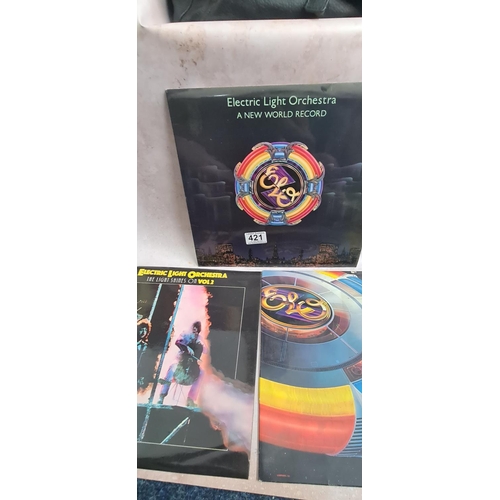 Electric Light Orchestra
A NEW WORLD RECORD
ELO
421
ELECTRIC LIGHT ORCHESTRA
THE LIGHT SHINES ON VOL 2
ELO